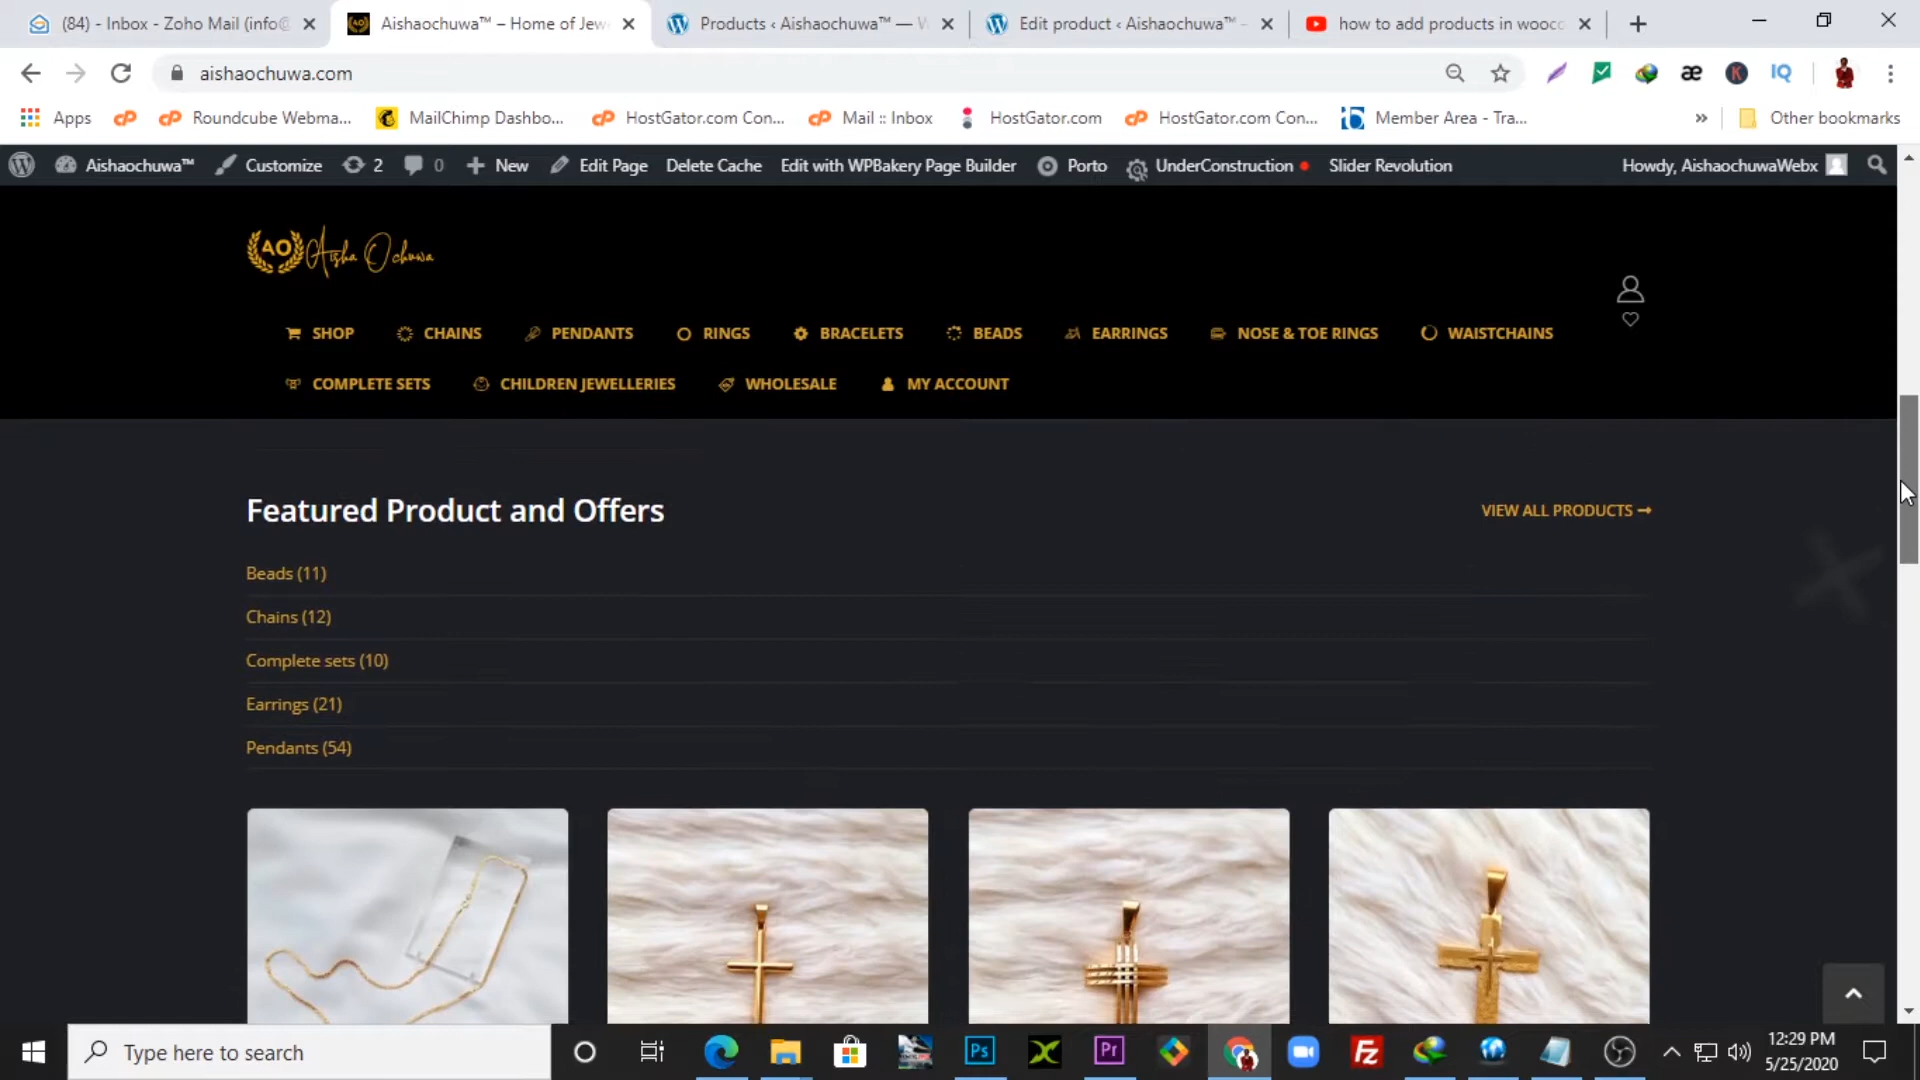 (84) - Inbox - Zoho Mail (info@
Aishaochuwa™ – Home of Jew
Products ‹ Aishaochuwa™ — W
Edit product ‹ Aishaochuwa™ -
how to add products in wooco
aishaochuwa.com
Apps
Roundcube Webma...
MailChimp Dashbo...
HostGator.com Con...
Mail :: Inbox
HostGator.com
HostGator.com Con...
Member Area - Tra...
Other bookmarks
Aishaochuwa™
Customize
2
0
New
Edit Page
Delete Cache
Edit with WPBakery Page Builder
Porto
UnderConstruction
Slider Revolution
Howdy, AishaochuwaWebx
AO Aisha Ochuwa
SHOP CHAINS PENDANTS RINGS BRACELETS BEADS EARRINGS NOSE & TOE RINGS WAISTCHAINS
COMPLETE SETS CHILDREN JEWELLERIES WHOLESALE MY ACCOUNT
Featured Product and Offers
VIEW ALL PRODUCTS
Beads (11)
Chains (12)
Complete sets (10)
Earrings (21)
Pendants (54)
Type here to search
12:29 PM
5/25/2020